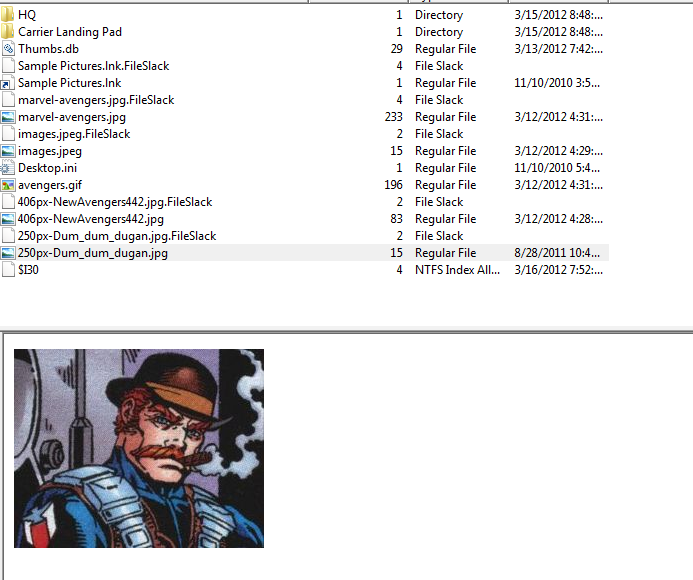 HQ 1 Directory 3/15/2012 8:48:...
Carrier Landing Pad 1 Directory 3/15/2012 8:48:...
Thumbs.db 29 Regular File 3/13/2012 7:42:...
Sample Pictures.lnk.FileSlack 4 File Slack
Sample Pictures.lnk 1 Regular File 11/10/2010 3:5...
marvel-avengers.jpg.FileSlack 4 File Slack
marvel-avengers.jpg 233 Regular File 3/12/2012 4:31:...
images.jpeg.FileSlack 2 File Slack
images.jpeg 15 Regular File 3/12/2012 4:29:...
Desktop.ini 1 Regular File 11/10/2010 5:4...
avengers.gif 196 Regular File 3/12/2012 4:31:...
406px-NewAvengers442.jpg.FileSlack 2 File Slack
406px-NewAvengers442.jpg 83 Regular File 3/12/2012 4:28:...
250px-Dum_dum_dugan.jpg.FileSlack 2 File Slack
250px-Dum_dum_dugan.jpg 15 Regular File 8/28/2011 10:4...
$I30 4 NTFS Index All... 3/16/2012 7:52:...